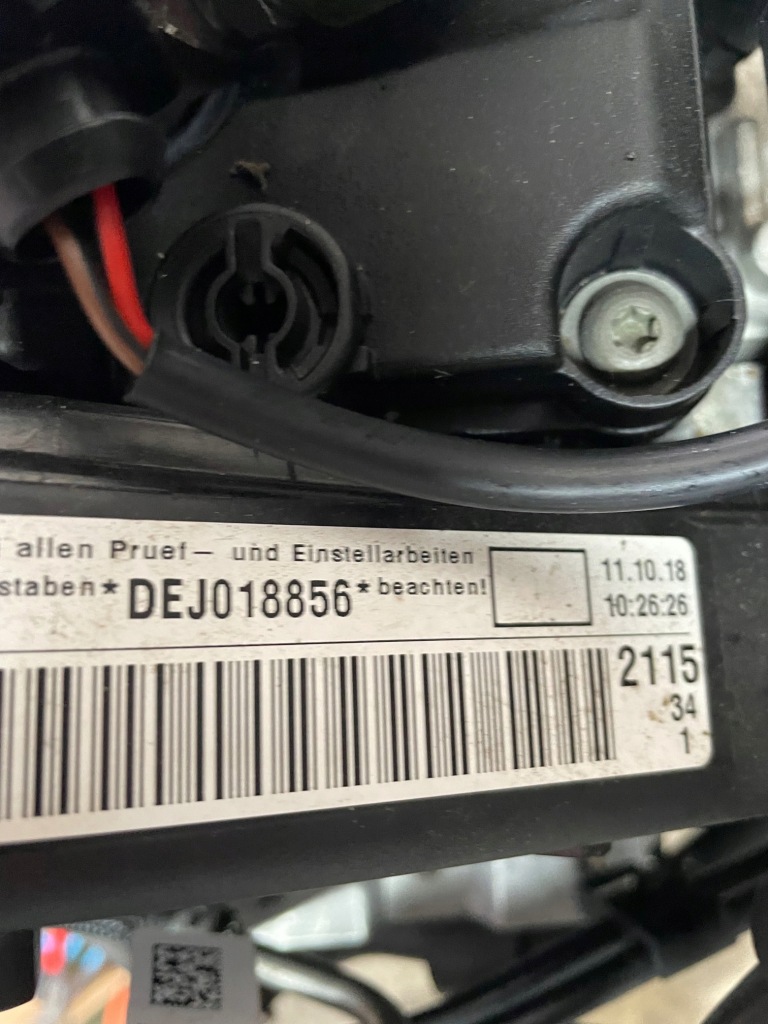 allen Pruef- und Einstellarbeiten
staben *DEJ018856* beachten!
11.10.18
10:26:26
2115
34
1